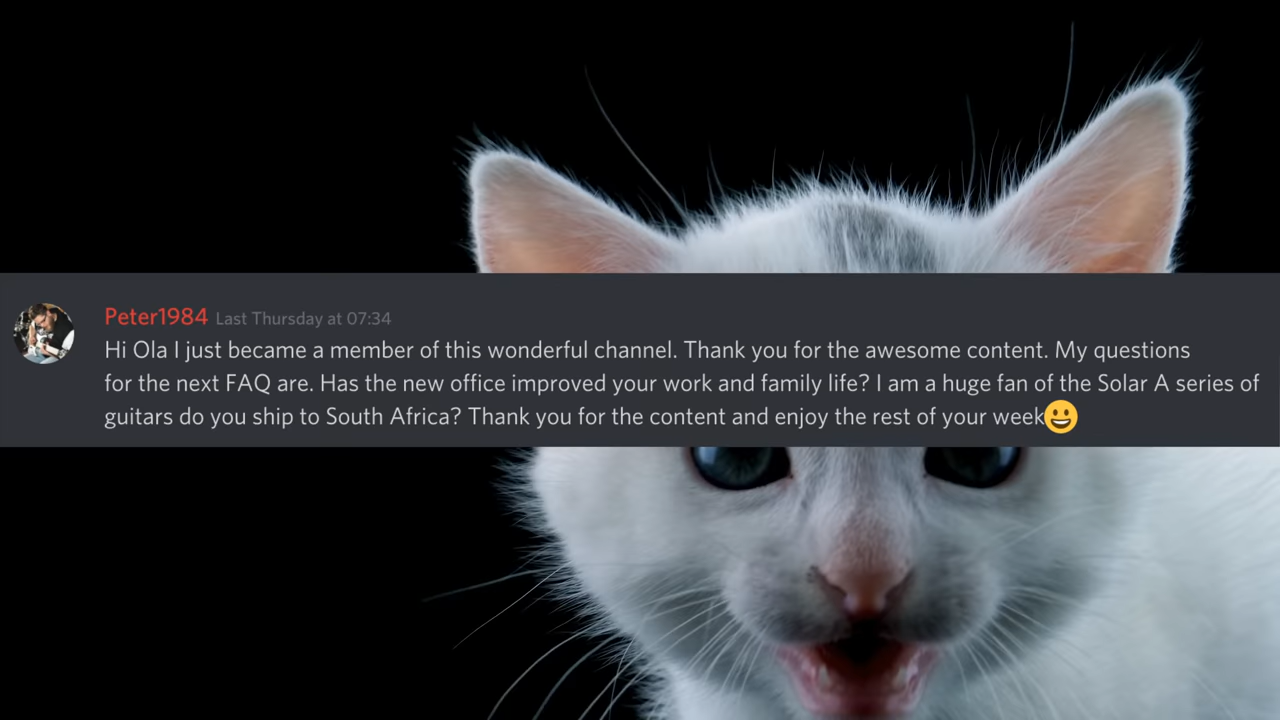 Peter1984 Last Thursday at 07:34
Hi Ola I just became a member of this wonderful channel. Thank you for the awesome content. My questions
for the next FAQ are. Has the new office improved your work and family life? I am a huge fan of the Solar A series of
guitars do you ship to South Africa? Thank you for the content and enjoy the rest of your week😀